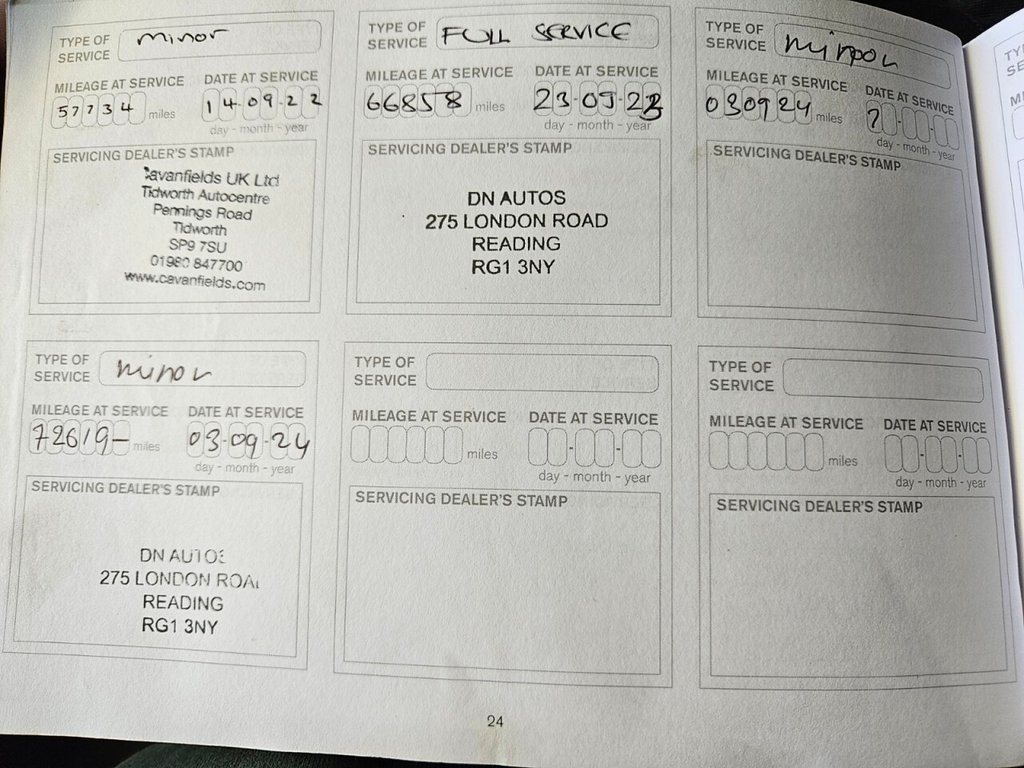 TYPE OF SERVICE minor
MILEAGE AT SERVICE DATE AT SERVICE
57734 miles 14-09-22
day - month - year
SERVICING DEALER'S STAMP
Cavanfields UK Ltd
Tidworth Autocentre
Pennings Road
Tidworth
SP9 7SU
01980 847700
www.cavanfields.com
TYPE OF SERVICE FULL SERVICE
MILEAGE AT SERVICE DATE AT SERVICE
66858 miles 23-09-23
day - month - year
SERVICING DEALER'S STAMP
DN AUTOS
275 LONDON ROAD
READING
RG1 3NY
TYPE OF SERVICE
MILEAGE AT SERVICE DATE AT SERVICE
030924 miles ? - -
day - month - year
SERVICING DEALER'S STAMP
TYPE OF SERVICE minor
MILEAGE AT SERVICE DATE AT SERVICE
72619- miles 03-09-24
day - month - year
SERVICING DEALER'S STAMP
DN AUTOS
275 LONDON ROA
READING
RG1 3NY
TYPE OF SERVICE
MILEAGE AT SERVICE DATE AT SERVICE
miles - -
day - month - year
SERVICING DEALER'S STAMP
TYPE OF SERVICE
MILEAGE AT SERVICE DATE AT SERVICE
miles - -
day - month - year
SERVICING DEALER'S STAMP
24